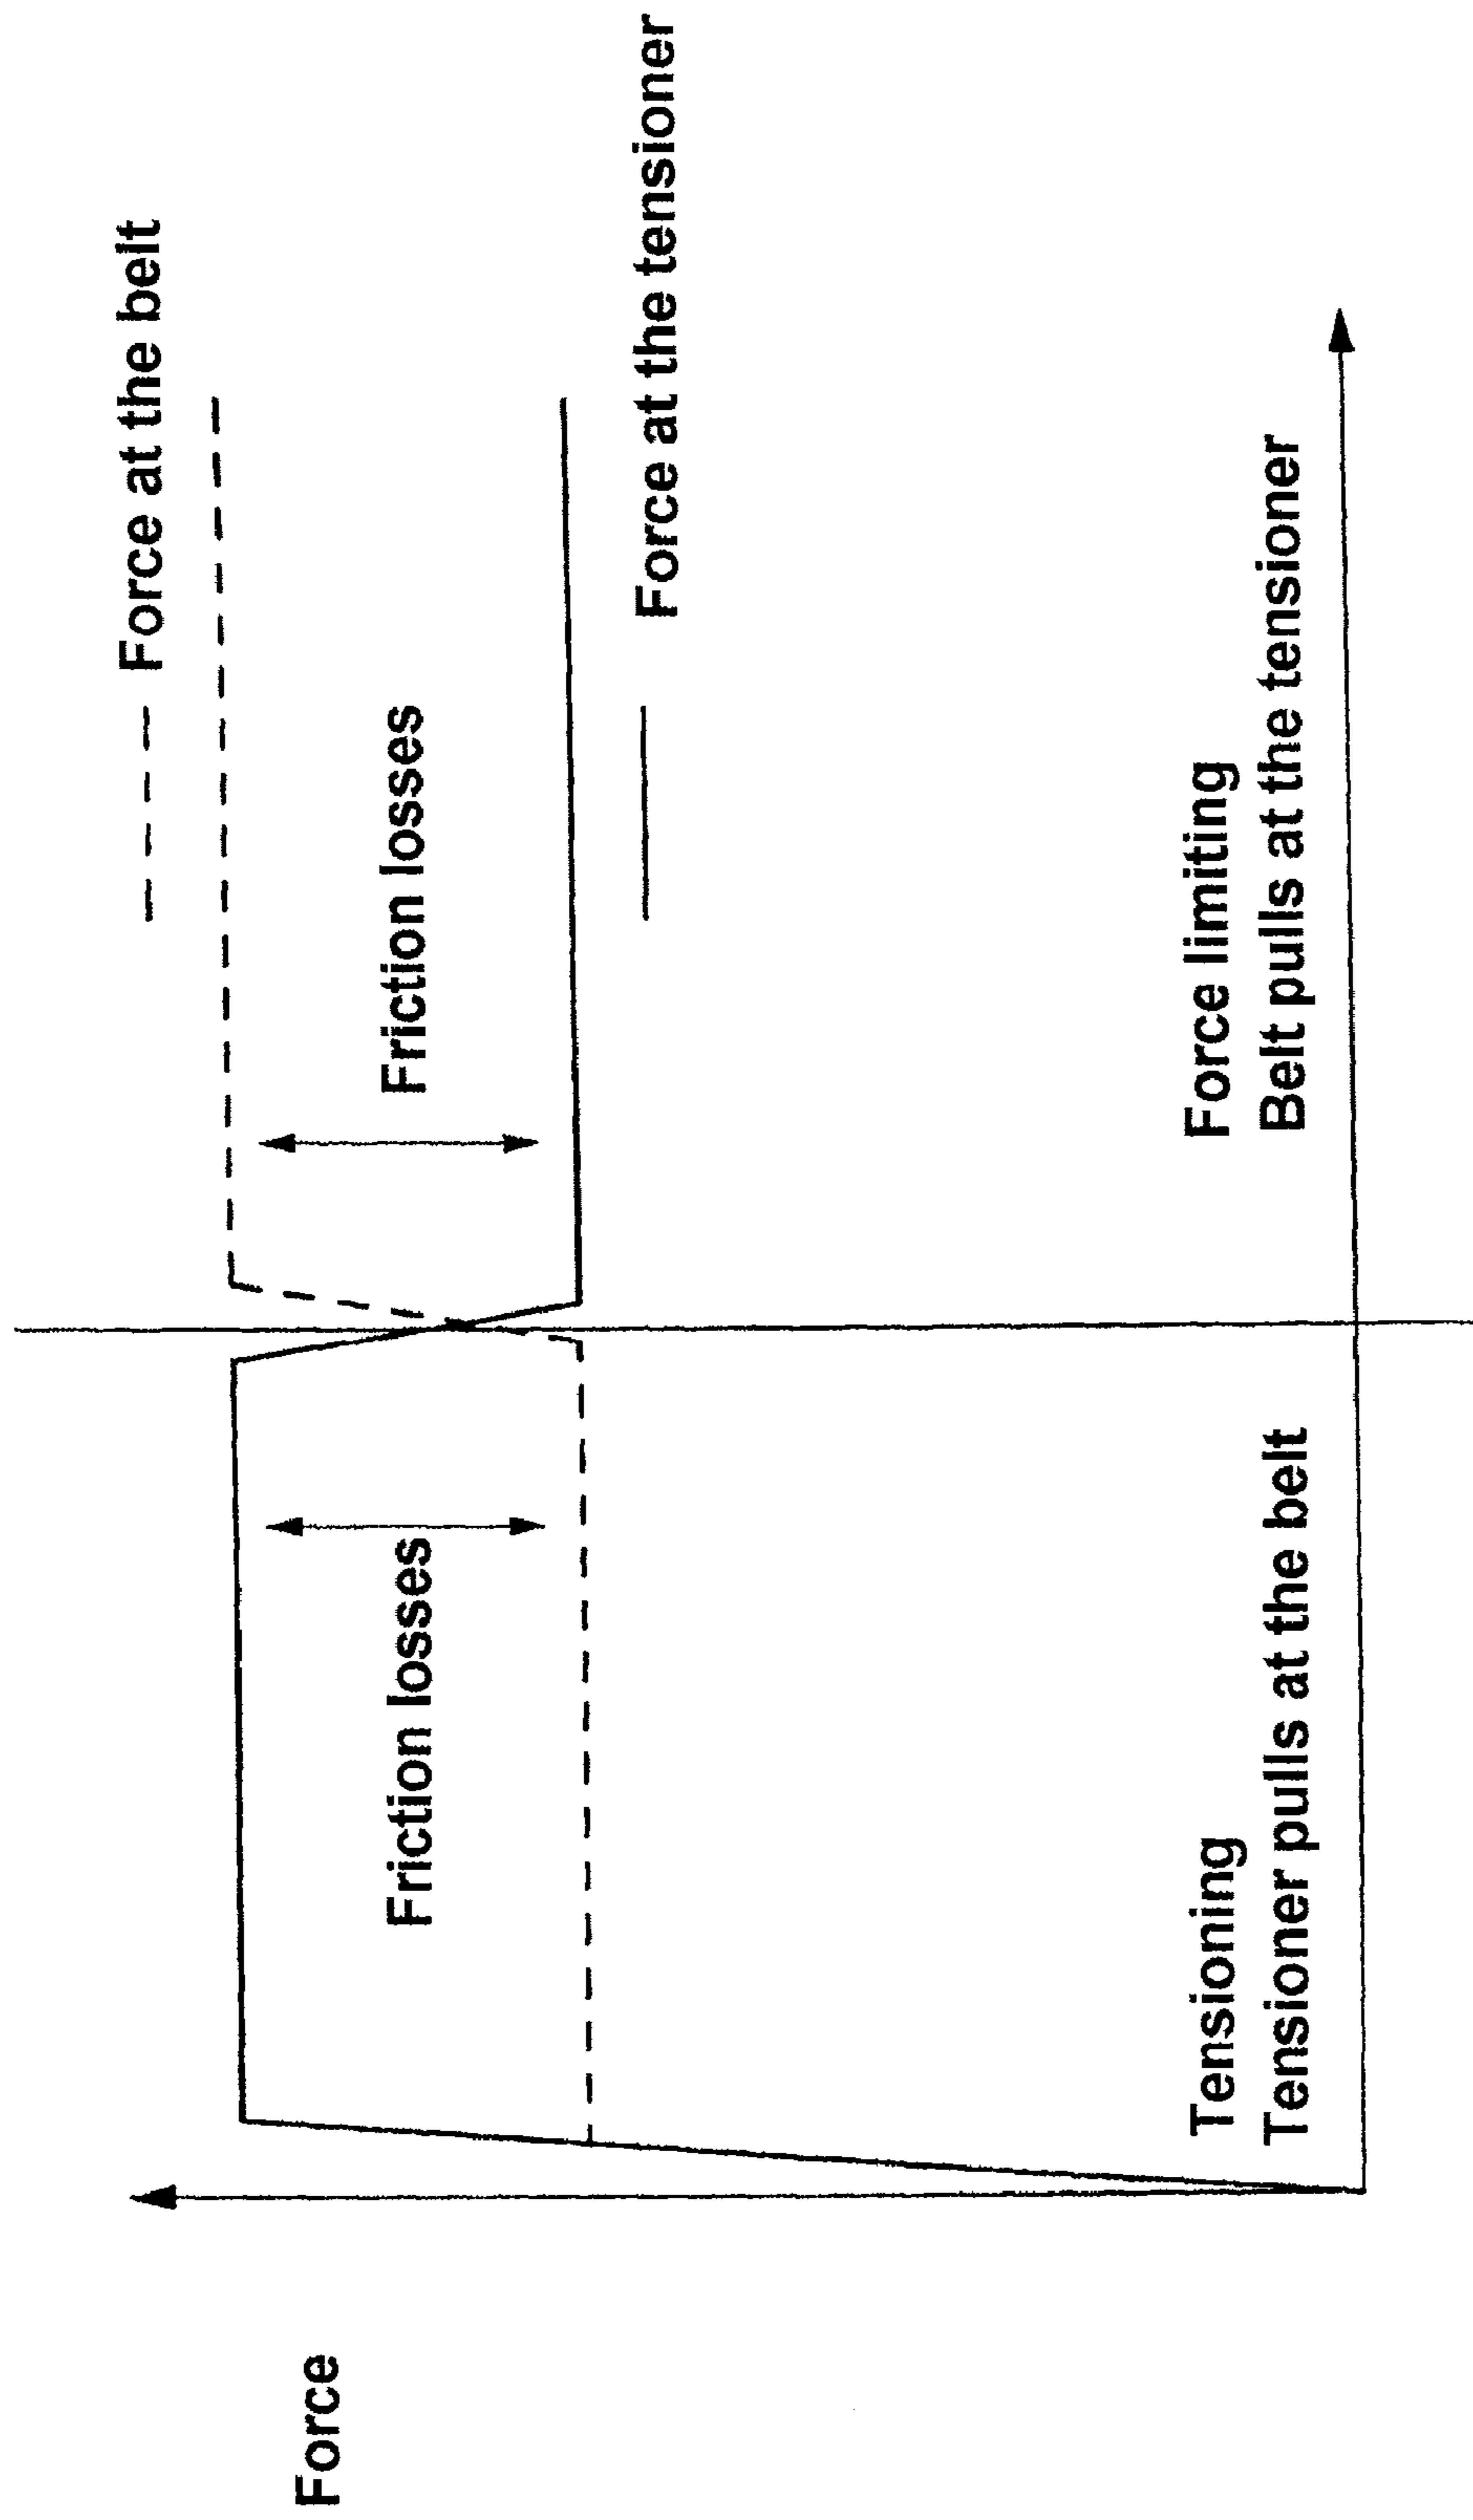 Force at the belt
Force
Friction losses
Friction losses
Force at the tensioner
Tensioning
Tensioner pulls at the belt
Force limiting
Belt pulls at the tensioner